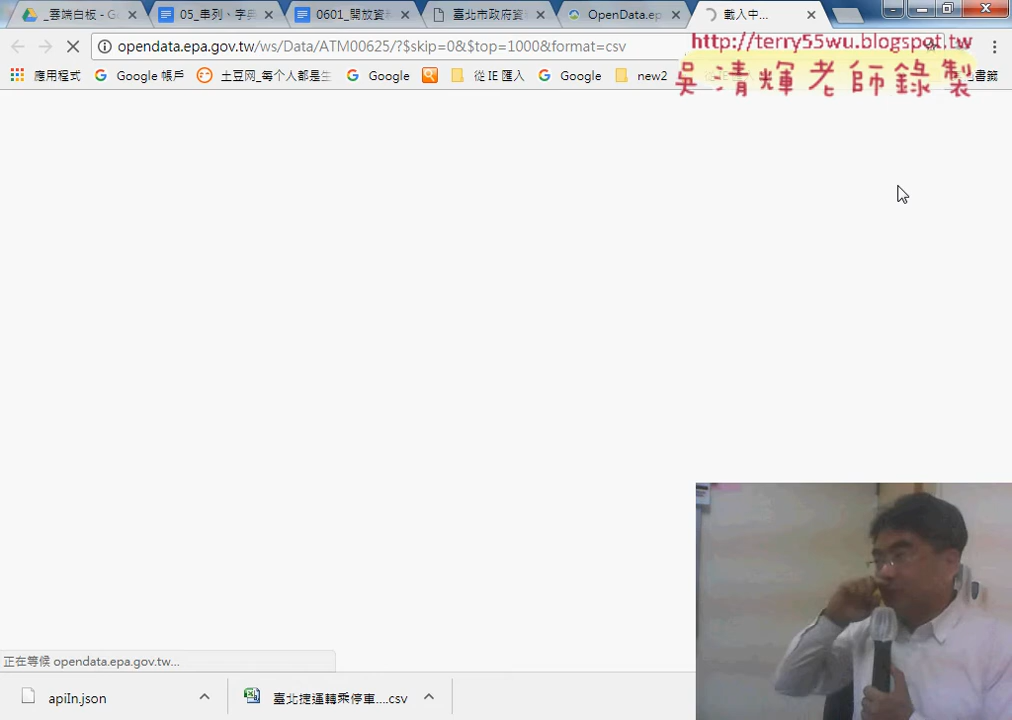 _雲端白板 - G
05_串列、字典
0601_開放資料
臺北市政府資
OpenData.ep
載入中...
opendata.epa.gov.tw/ws/Data/ATM00625/?$skip=0&$top=1000&format=csv
http://terry55wu.blogspot.tw
應用程式
Google 帳戶
土豆网_每个人都是生
Google
從 IE 匯入
Google
new2
吳清輝老師錄製
書籤
正在等候 opendata.epa.gov.tw...
apiIn.json
臺北捷運轉乘停車....csv